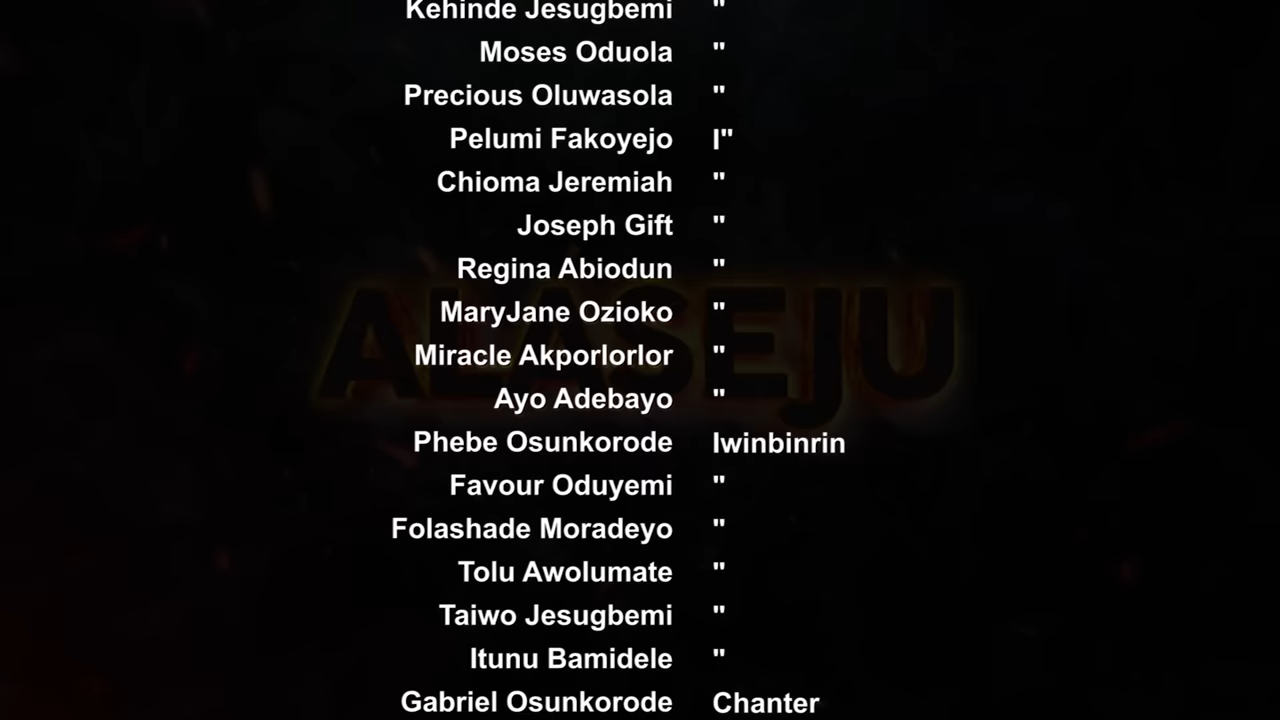 Kehinde Jesugbemi "
Moses Oduola "
Precious Oluwasola "
Pelumi Fakoyejo I"
Chioma Jeremiah "
Joseph Gift "
Regina Abiodun "
MaryJane Ozioko "
ALASEJU
Miracle Akporlorlor "
Ayo Adebayo "
Phebe Osunkorode Iwinbinrin
Favour Oduyemi "
Folashade Moradeyo "
Tolu Awolumate "
Taiwo Jesugbemi "
Itunu Bamidele "
Gabriel Osunkorode Chanter